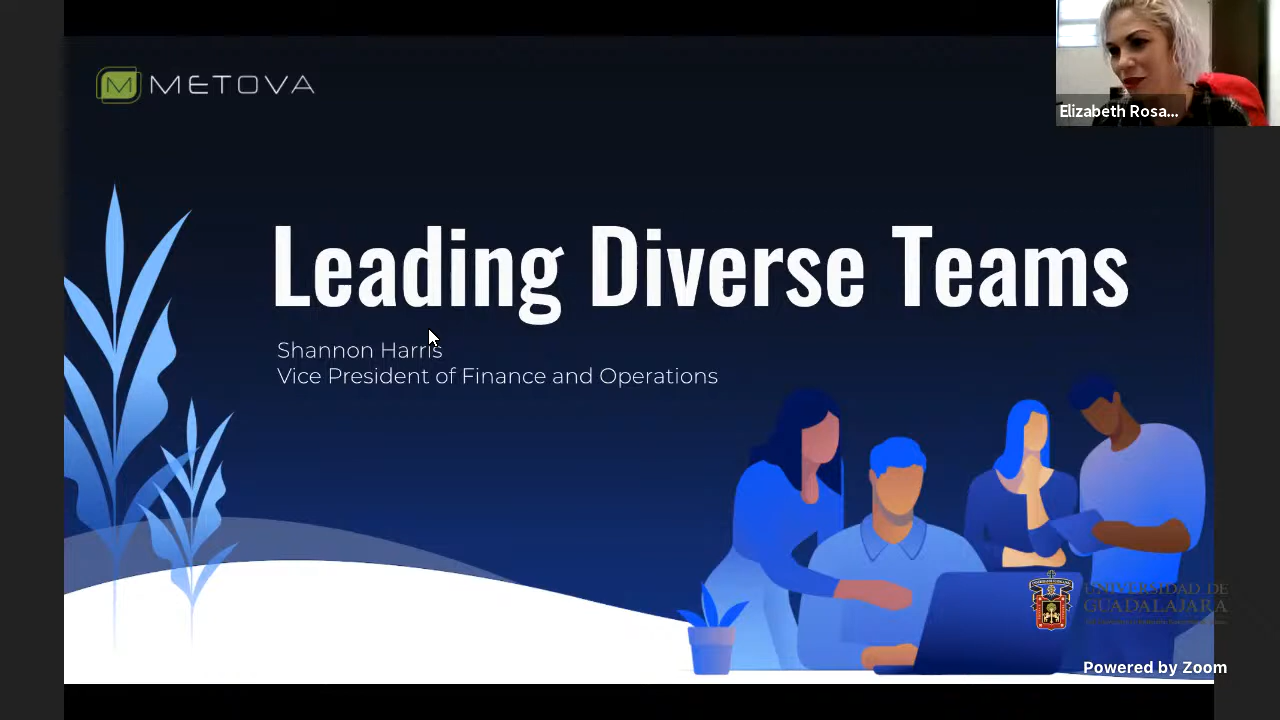 METOVA
Elizabeth Rosa...
Leading Diverse Teams
Shannon Harris
Vice President of Finance and Operations
UNIVERSIDAD DE
GUADALAJARA
Powered by Zoom